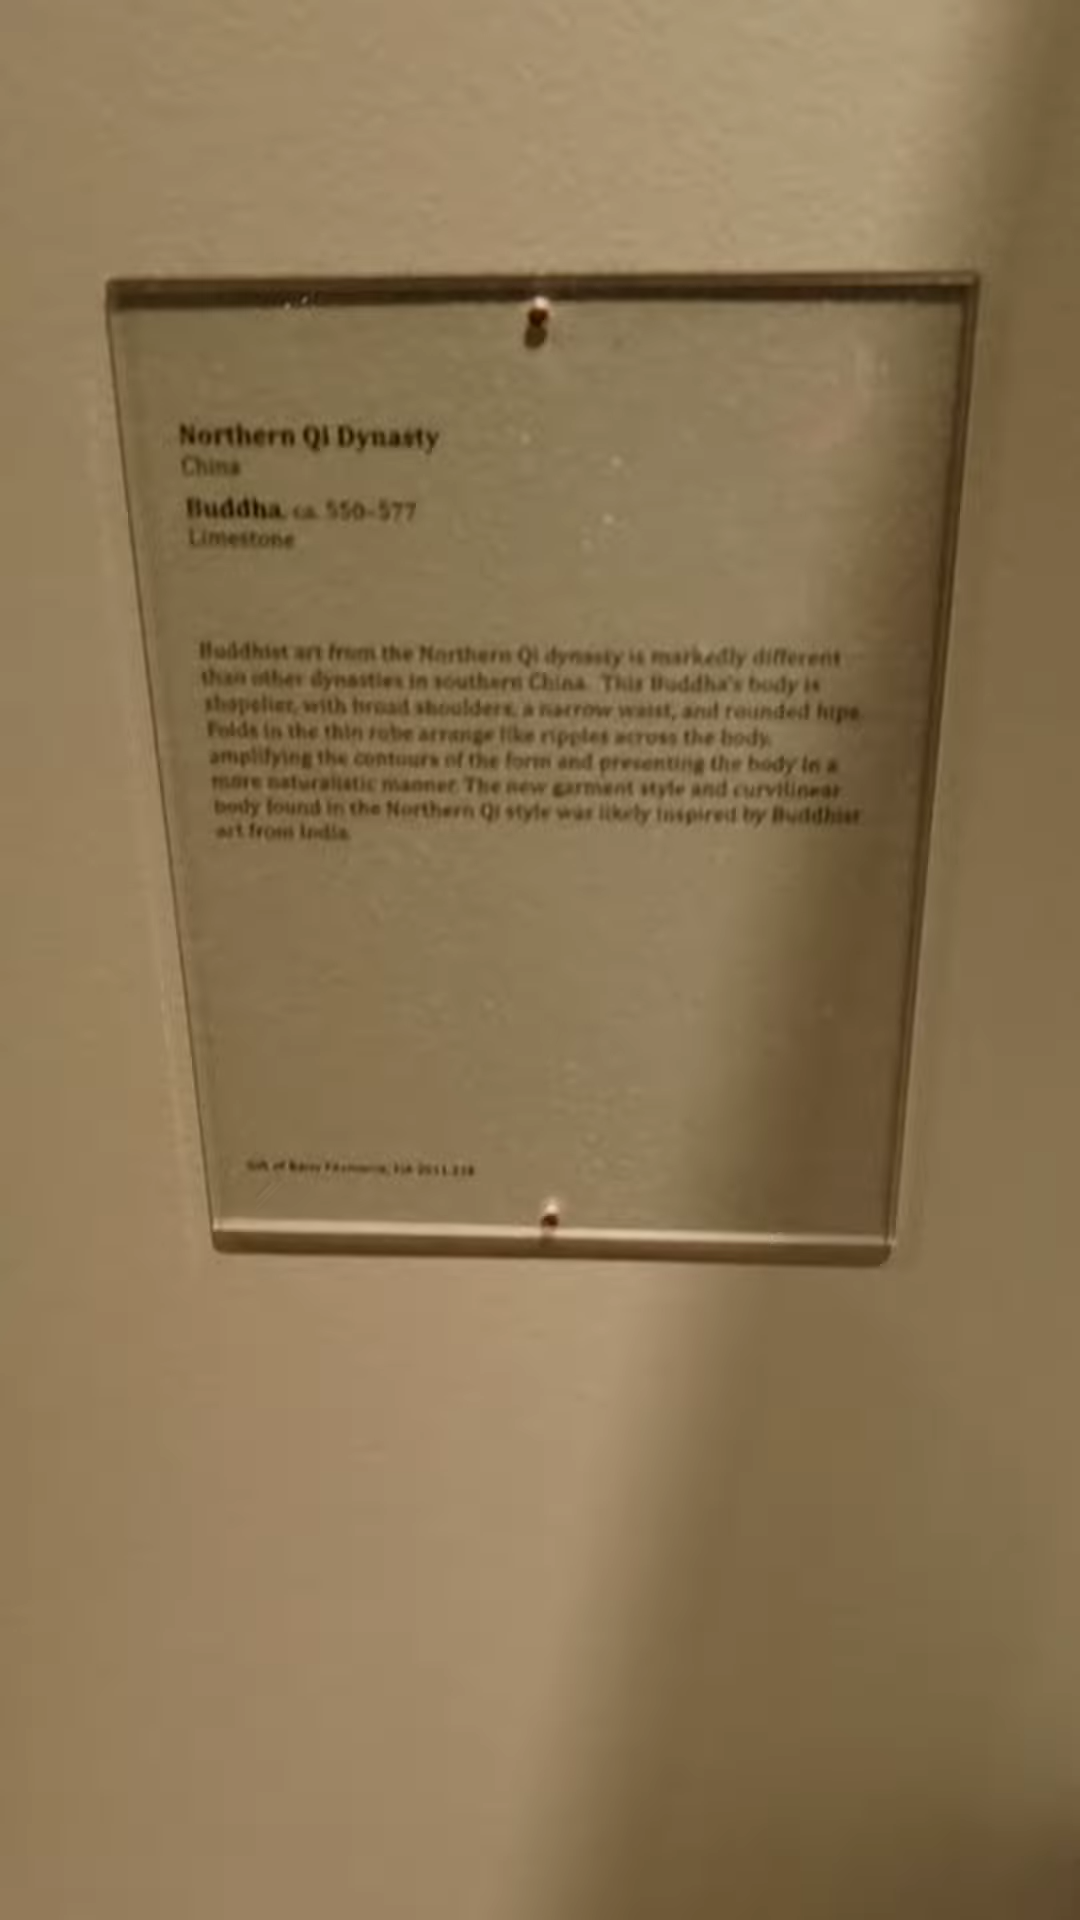 Northern Qi Dynasty
China
Buddha, ca. 550–577
Limestone
Buddhist art from the Northern Qi dynasty is markedly different
than other dynasties in southern China. This Buddha's body is
shapelier, with broad shoulders, a narrow waist, and rounded hips.
Folds in the thin robe arrange like ripples across the body,
amplifying the contours of the form and presenting the body in a
more naturalistic manner. The new garment style and curvilinear
body found in the Northern Qi style was likely inspired by Buddhist
art from India.
Gift of